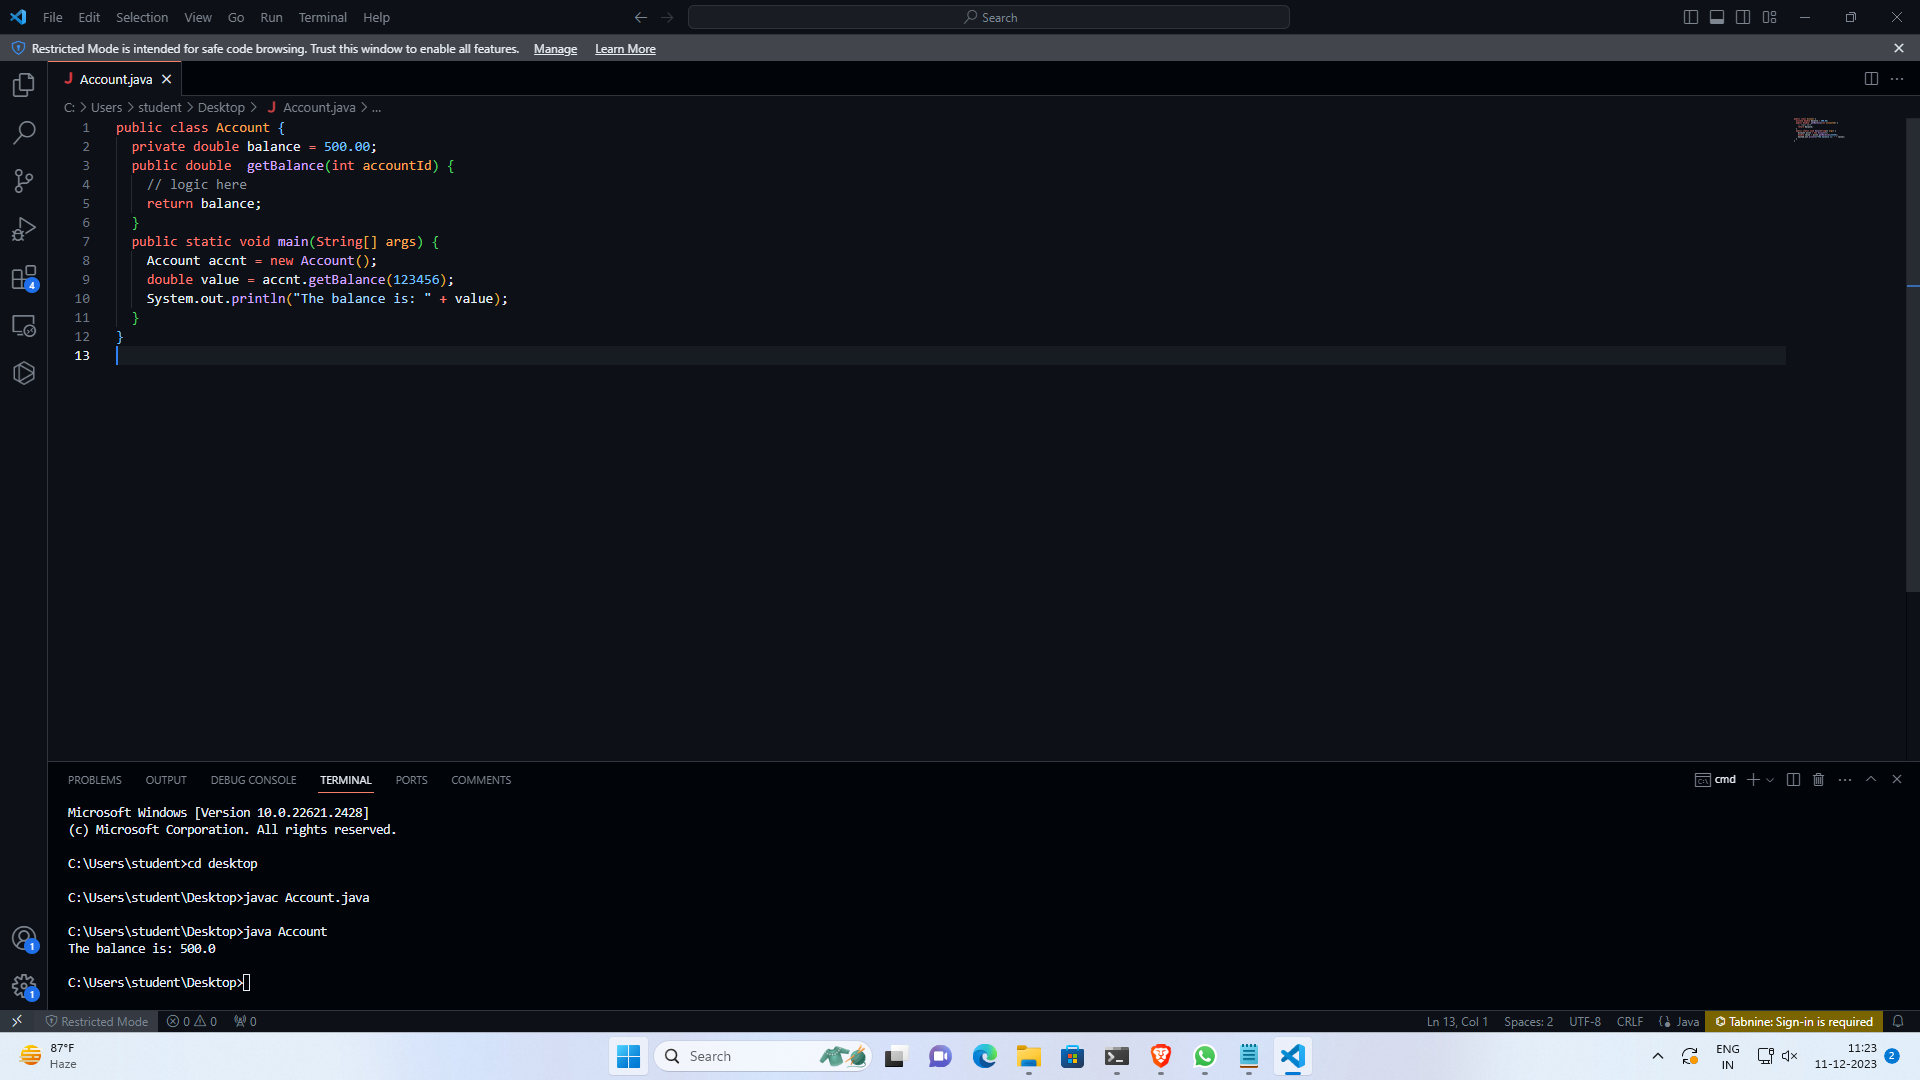 File Edit Selection View Go Run Terminal Help Search
Restricted Mode is intended for safe code browsing. Trust this window to enable all features. Manage Learn More
J Account.java
C: > Users > student > Desktop > J Account.java > ...
1 public class Account {
2 private double balance = 500.00;
3 public double  getBalance(int accountId) {
4 // logic here
5 return balance;
6 }
7 public static void main(String[] args) {
8 Account accnt = new Account();
9 double value = accnt.getBalance(123456);
10 System.out.println("The balance is: " + value);
11 }
12 }
13
4
PROBLEMS OUTPUT DEBUG CONSOLE TERMINAL PORTS COMMENTS cmd
Microsoft Windows [Version 10.0.22621.2428]
(c) Microsoft Corporation. All rights reserved.
C:\Users\student>cd desktop
C:\Users\student\Desktop>javac Account.java
C:\Users\student\Desktop>java Account
The balance is: 500.0
C:\Users\student\Desktop>
1
1
Restricted Mode 0 0 0 Ln 13, Col 1 Spaces: 2 UTF-8 CRLF Java Tabnine: Sign-in is required
87°F
Haze
Search
ENG
IN
11:23
11-12-2023
2